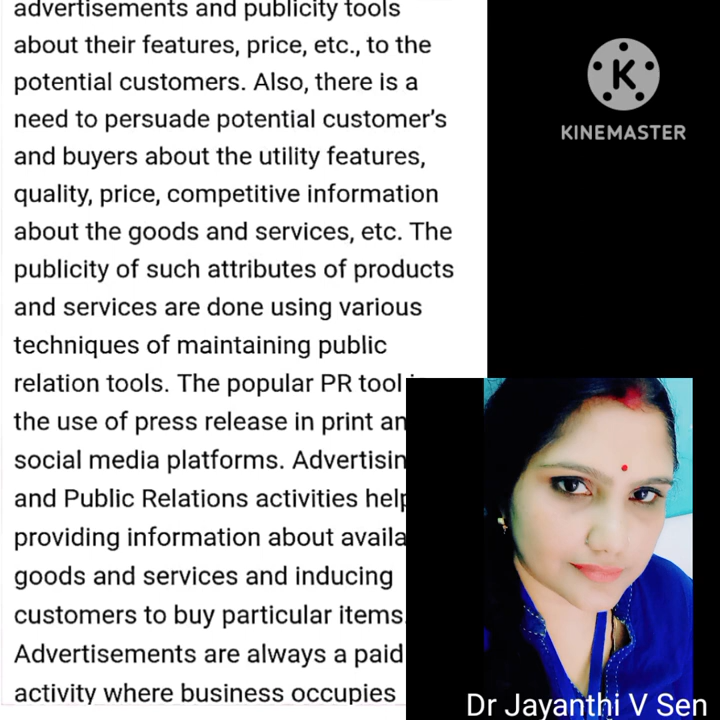 advertisements and publicity tools
about their features, price, etc., to the
potential customers. Also, there is a
need to persuade potential customer's
and buyers about the utility features,
quality, price, competitive information
about the goods and services, etc. The
publicity of such attributes of products
and services are done using various
techniques of maintaining public
relation tools. The popular PR tool
the use of press release in print an
social media platforms. Advertisin
and Public Relations activities help
providing information about availa
goods and services and inducing
customers to buy particular items.
Advertisements are always a paid
activity where business occupies
K
KINEMASTER
Dr Jayanthi V Sen